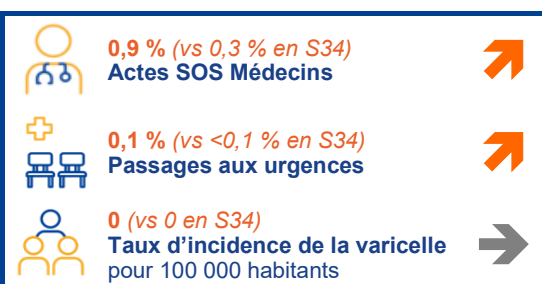 0,9 % (vs 0,3 % en S34)
Actes SOS Médecins
0,1 % (vs <0,1 % en S34)
Passages aux urgences
0 (vs 0 en S34)
Taux d'incidence de la varicelle
pour 100 000 habitants